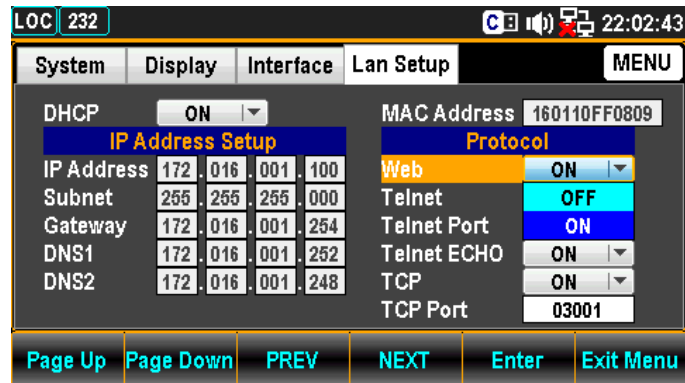 LOC 232 C 22:02:43
System Display Interface Lan Setup MENU
DHCP ON MAC Address 160110FF0809
IP Address Setup Protocol
IP Address 172 . 016 . 001 . 100 Web ON
Subnet 255 . 255 . 255 . 000 Telnet OFF
Gateway 172 . 016 . 001 . 254 Telnet Port ON
DNS1 172 . 016 . 001 . 252 Telnet ECHO ON
DNS2 172 . 016 . 001 . 248 TCP ON
TCP Port 03001
Page Up Page Down PREV NEXT Enter Exit Menu